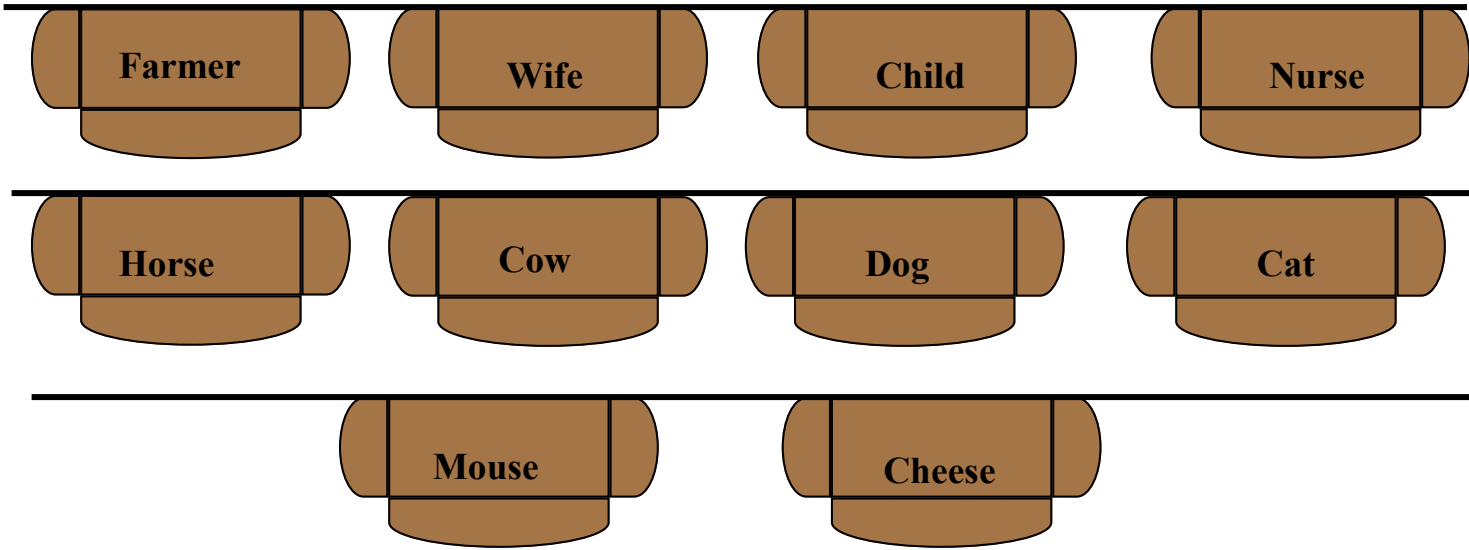 Farmer
Wife
Child
Nurse
Horse
Cow
Dog
Cat
Mouse
Cheese